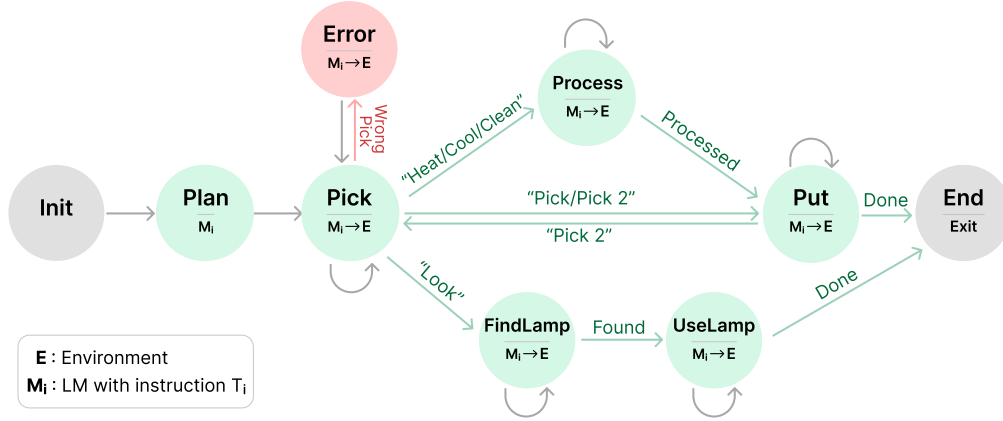 Error
Mi→E
Wrong
Pick
Process
Mi→E
“Heat/Cool/Clean”
Processed
Init
Plan
Mi
Pick
Mi→E
“Pick/Pick 2”
“Pick 2”
Put
Mi→E
Done
End
Exit
“Look”
FindLamp
Mi→E
Found
UseLamp
Mi→E
Done
E : Environment
Mi : LM with instruction Ti